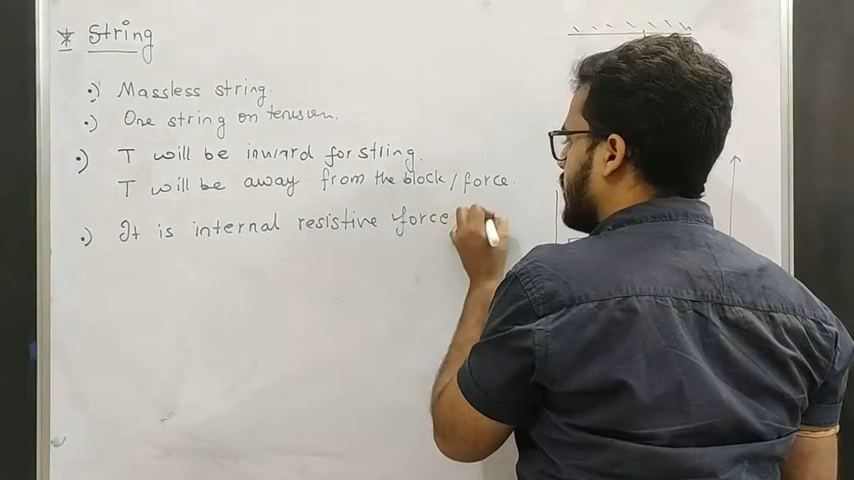 * String
•) Massless string.
•) One string on tension.
•) T will be inward for string.
T will be away from the block/force.
•) It is internal resistive force